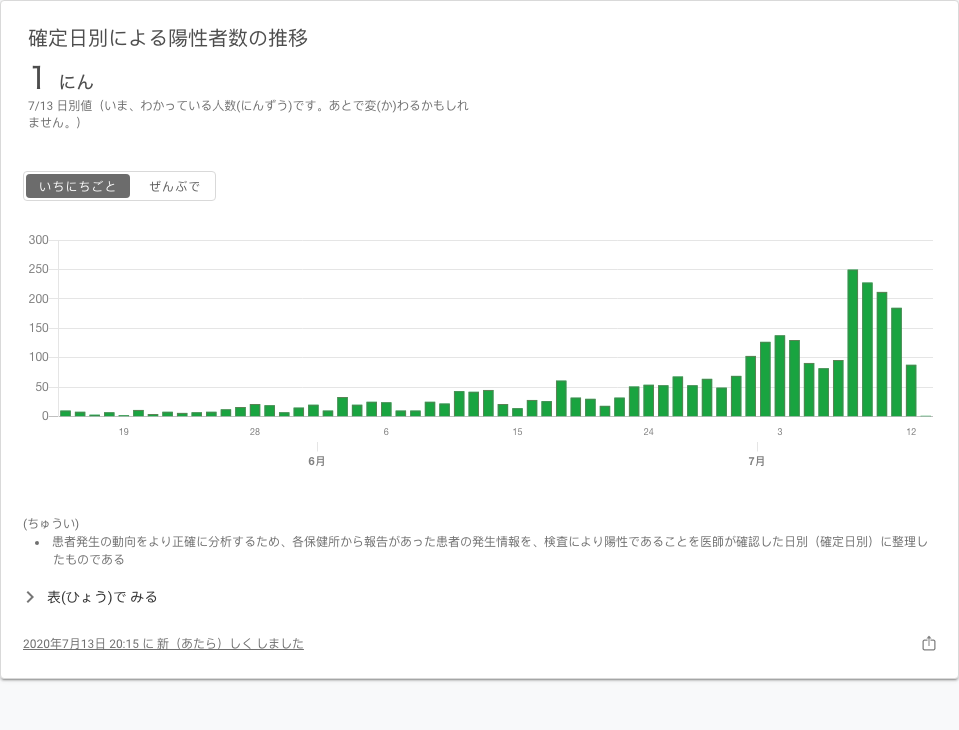 確定日別による陽性者数の推移
1 にん
7/13 日別値（いま、わかっている人数(にんずう)です。あとで変(か)わるかもしれ
ません。）
いちにちごと ぜんぶで
300
250
200
150
100
50
0
19 28 6 15 24 3 12
6月 7月
(ちゅうい)
• 患者発生の動向をより正確に分析するため、各保健所から報告があった患者の発生情報を、検査により陽性であることを医師が確認した日別（確定日別）に整理し
たものである
表(ひょう)で みる
2020年7月13日 20:15 に 新（あたら）しく しました